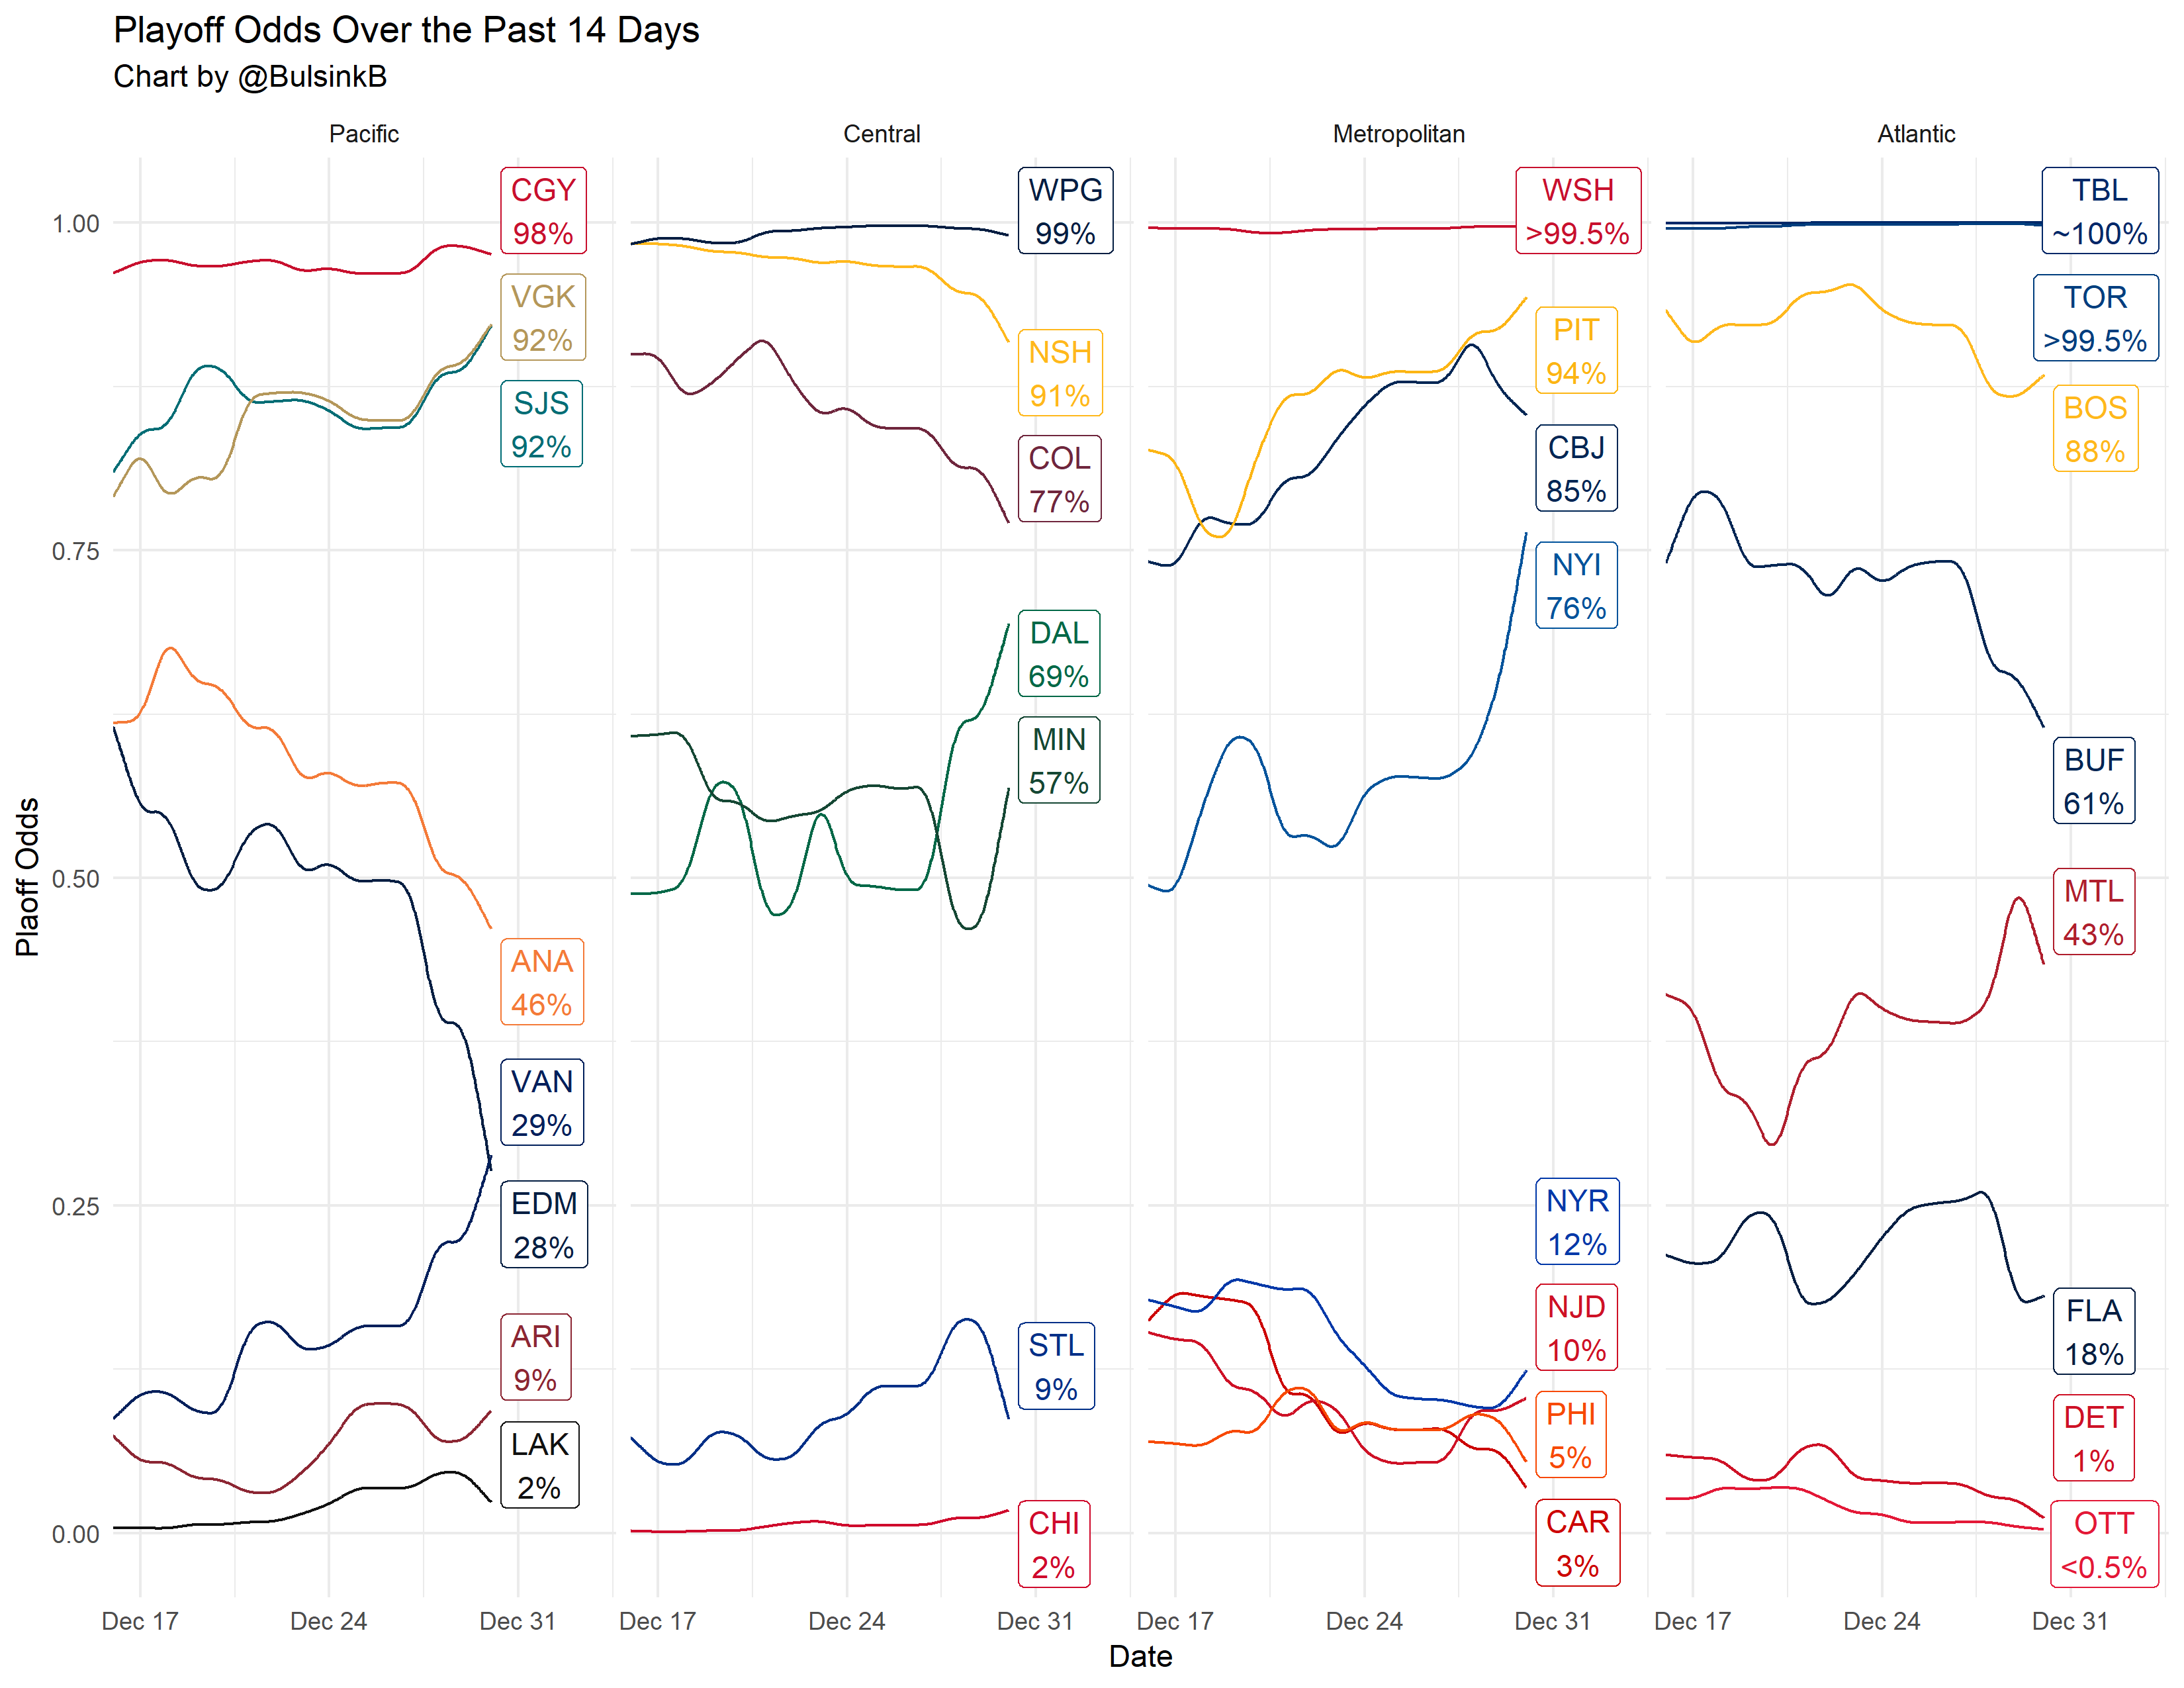 Playoff Odds Over the Past 14 Days
Chart by @BulsinkB
Pacific
Central
Metropolitan
Atlantic
Plaoff Odds
1.00
0.75
0.50
0.25
0.00
CGY
98%
VGK
92%
SJS
92%
ANA
46%
VAN
29%
EDM
28%
ARI
9%
LAK
2%
WPG
99%
NSH
91%
COL
77%
DAL
69%
MIN
57%
STL
9%
CHI
2%
WSH
>99.5%
PIT
94%
CBJ
85%
NYI
76%
NYR
12%
NJD
10%
PHI
5%
CAR
3%
TBL
~100%
TOR
>99.5%
BOS
88%
BUF
61%
MTL
43%
FLA
18%
DET
1%
OTT
<0.5%
Dec 17
Dec 24
Dec 31
Dec 17
Dec 24
Dec 31
Dec 17
Dec 24
Dec 31
Dec 17
Dec 24
Dec 31
Date